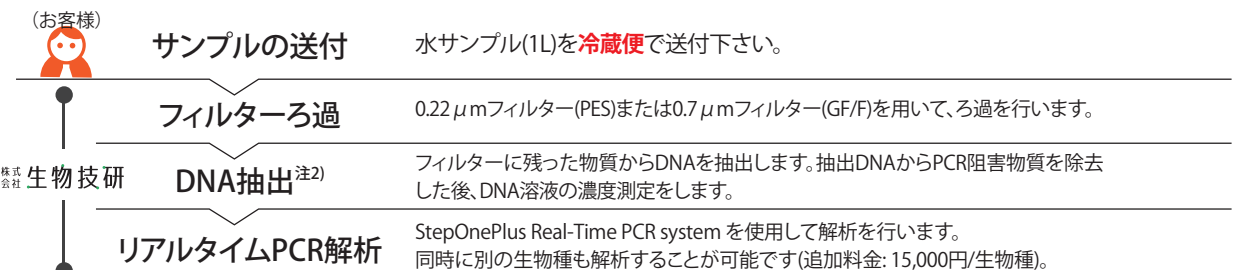 （お客様）
サンプルの送付
水サンプル(1L)を冷蔵便で送付下さい。
フィルターろ過
0.22μmフィルター(PES)または0.7μmフィルター(GF/F)を用いて、ろ過を行います。
株式会社 生物技研
DNA抽出注2)
フィルターに残った物質からDNAを抽出します。抽出DNAからPCR阻害物質を除去
した後、DNA溶液の濃度測定をします。
リアルタイムPCR解析
StepOnePlus Real-Time PCR system を使用して解析を行います。
同時に別の生物種も解析することが可能です(追加料金: 15,000円/生物種)。